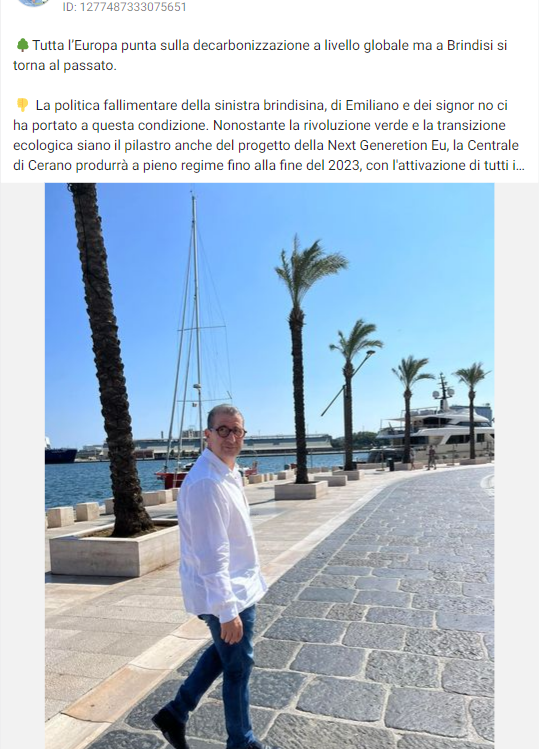 ID: 1277487333075651
🌳Tutta l'Europa punta sulla decarbonizzazione a livello globale ma a Brindisi si
torna al passato.
👎 La politica fallimentare della sinistra brindisina, di Emiliano e dei signor no ci
ha portato a questa condizione. Nonostante la rivoluzione verde e la transizione
ecologica siano il pilastro anche del progetto della Next Generetion Eu, la Centrale
di Cerano produrrà a pieno regime fino alla fine del 2023, con l'attivazione di tutti i...